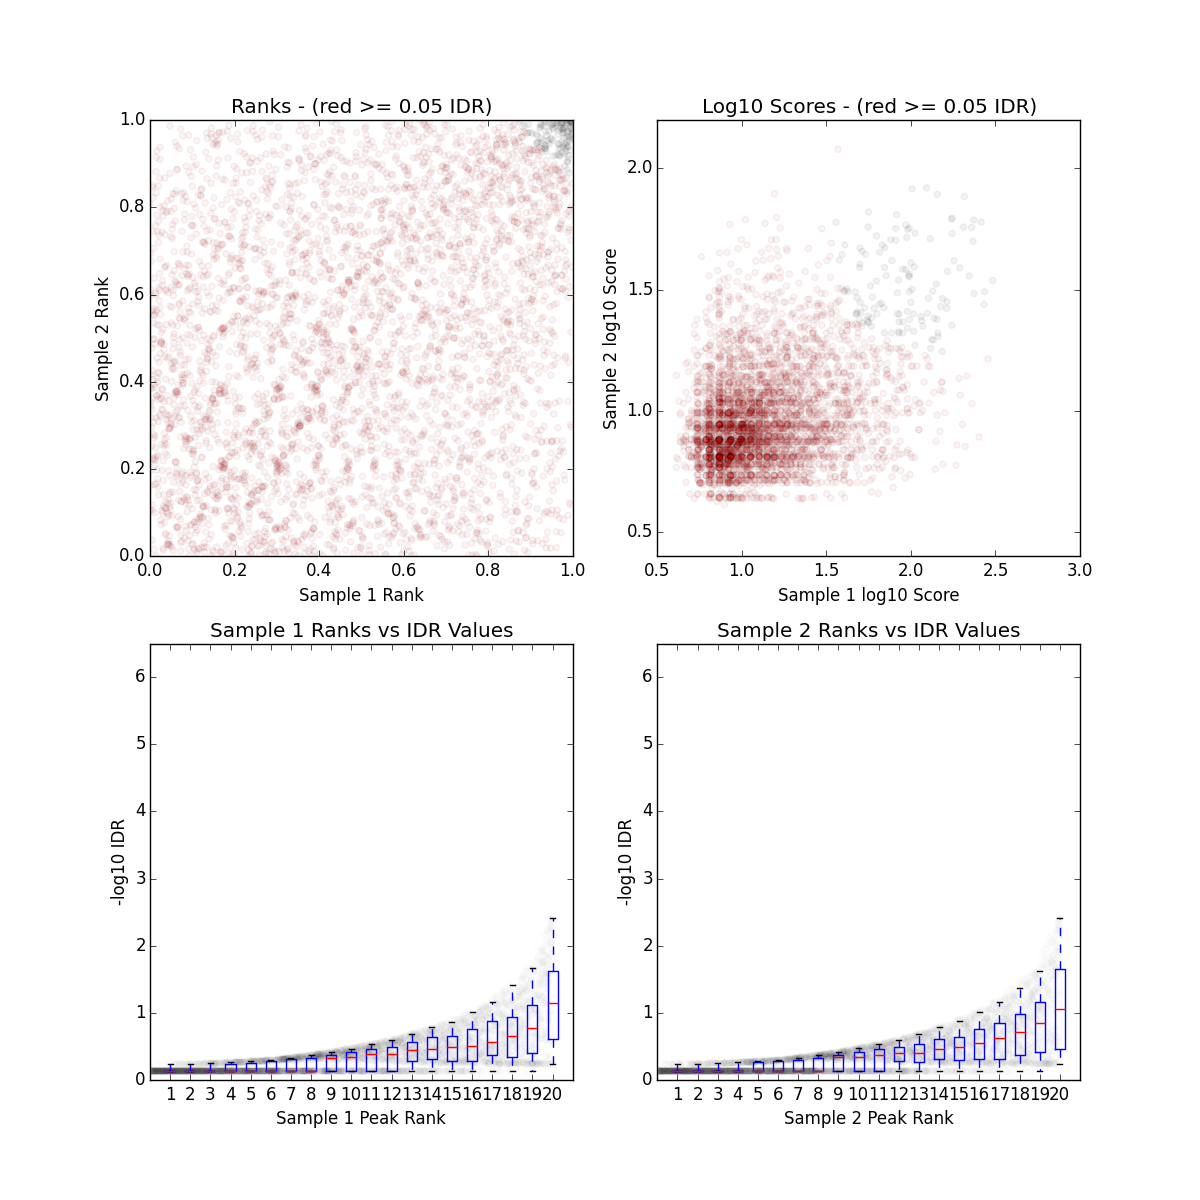 Ranks - (red >= 0.05 IDR)
Sample 2 Rank
1.0
0.8
0.6
0.4
0.2
0.0
0.0 0.2 0.4 0.6 0.8 1.0
Sample 1 Rank
Log10 Scores - (red >= 0.05 IDR)
Sample 2 log10 Score
2.0
1.5
1.0
0.5
0.5 1.0 1.5 2.0 2.5 3.0
Sample 1 log10 Score
Sample 1 Ranks vs IDR Values
-log10 IDR
6
5
4
3
2
1
0
1 2 3 4 5 6 7 8 9 10 11 12 13 14 15 16 17 18 19 20
Sample 1 Peak Rank
Sample 2 Ranks vs IDR Values
-log10 IDR
6
5
4
3
2
1
0
1 2 3 4 5 6 7 8 9 10 11 12 13 14 15 16 17 18 19 20
Sample 2 Peak Rank